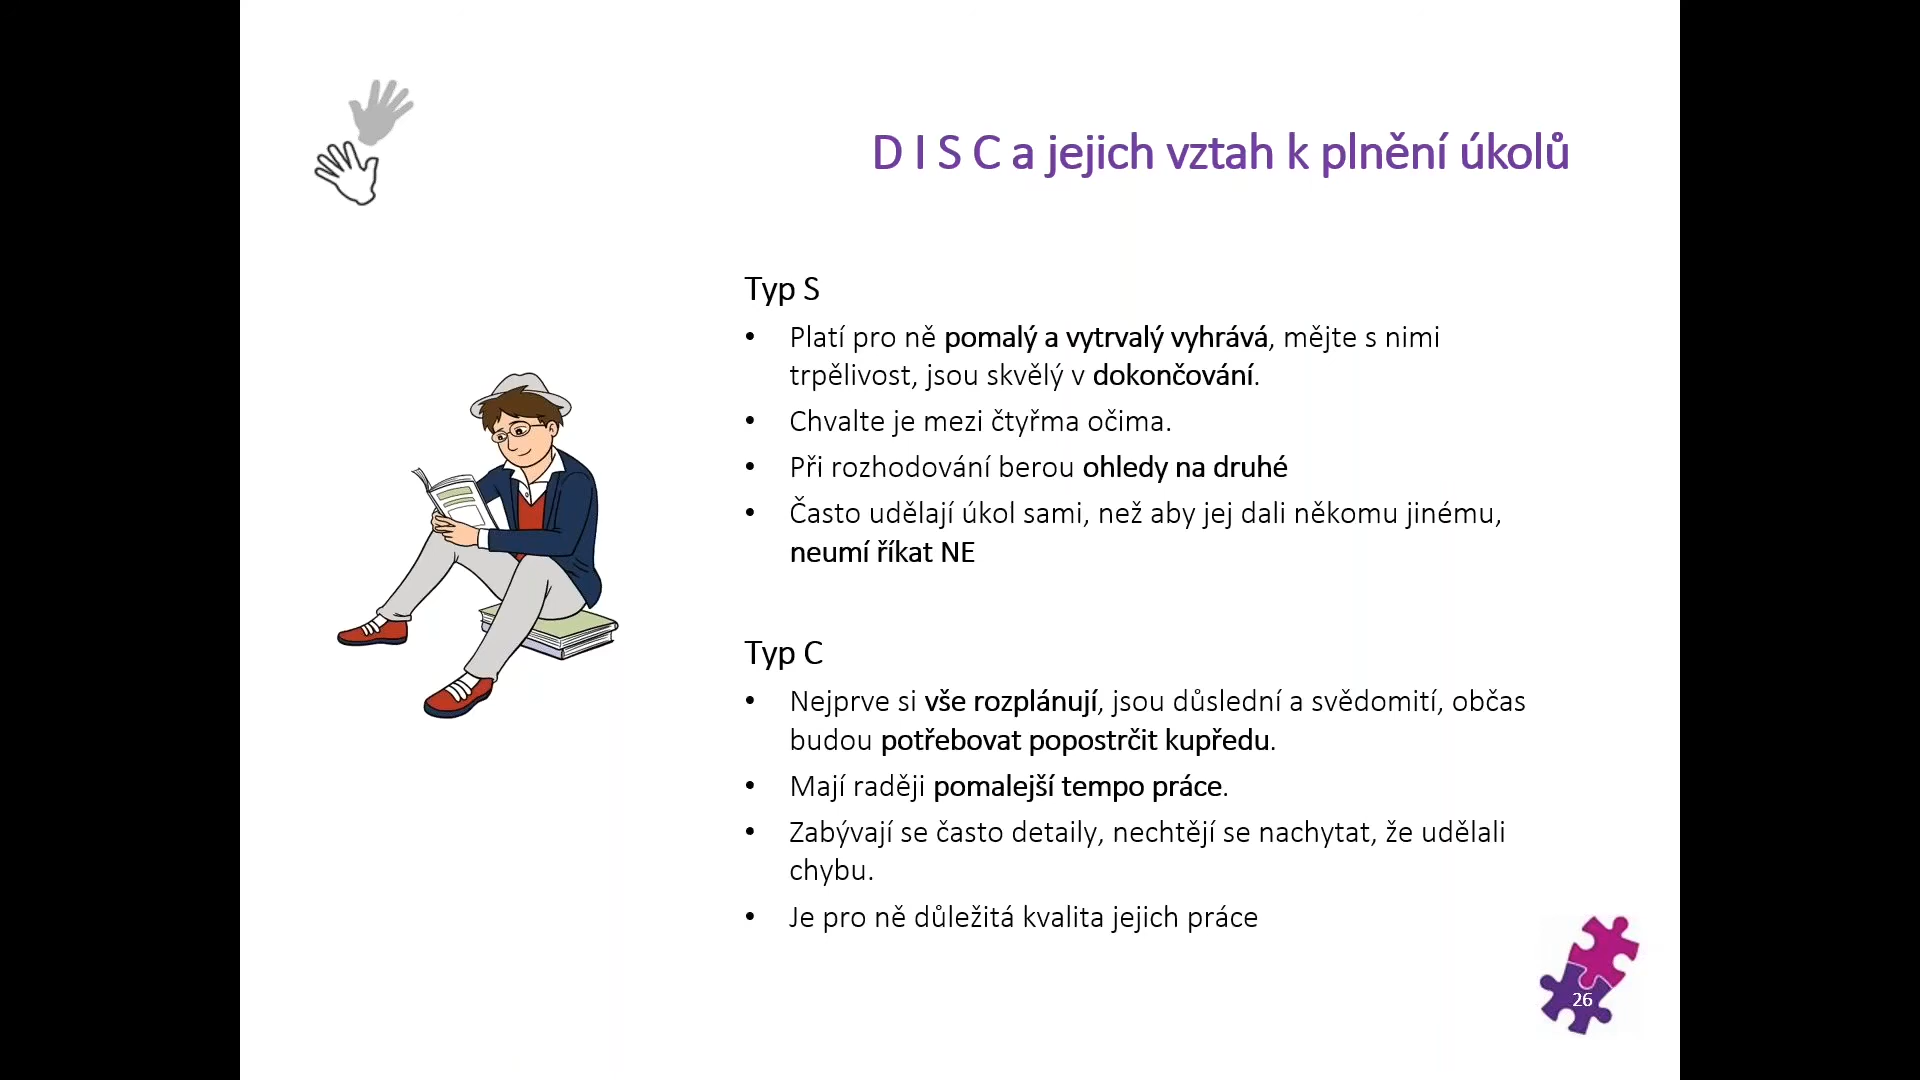 D I S C a jejich vztah k plnění úkolů
Typ S
• Platí pro ně pomalý a vytrvalý vyhrává, mějte s nimi
trpělivost, jsou skvělý v dokončování.
• Chvalte je mezi čtyřma očima.
• Při rozhodování berou ohledy na druhé
• Často udělají úkol sami, než aby jej dali někomu jinému,
neumí říkat NE
Typ C
• Nejprve si vše rozplánují, jsou důslední a svědomití, občas
budou potřebovat popostrčit kupředu.
• Mají raději pomalejší tempo práce.
• Zabývají se často detaily, nechtějí se nachytat, že udělali
chybu.
• Je pro ně důležitá kvalita jejich práce
26